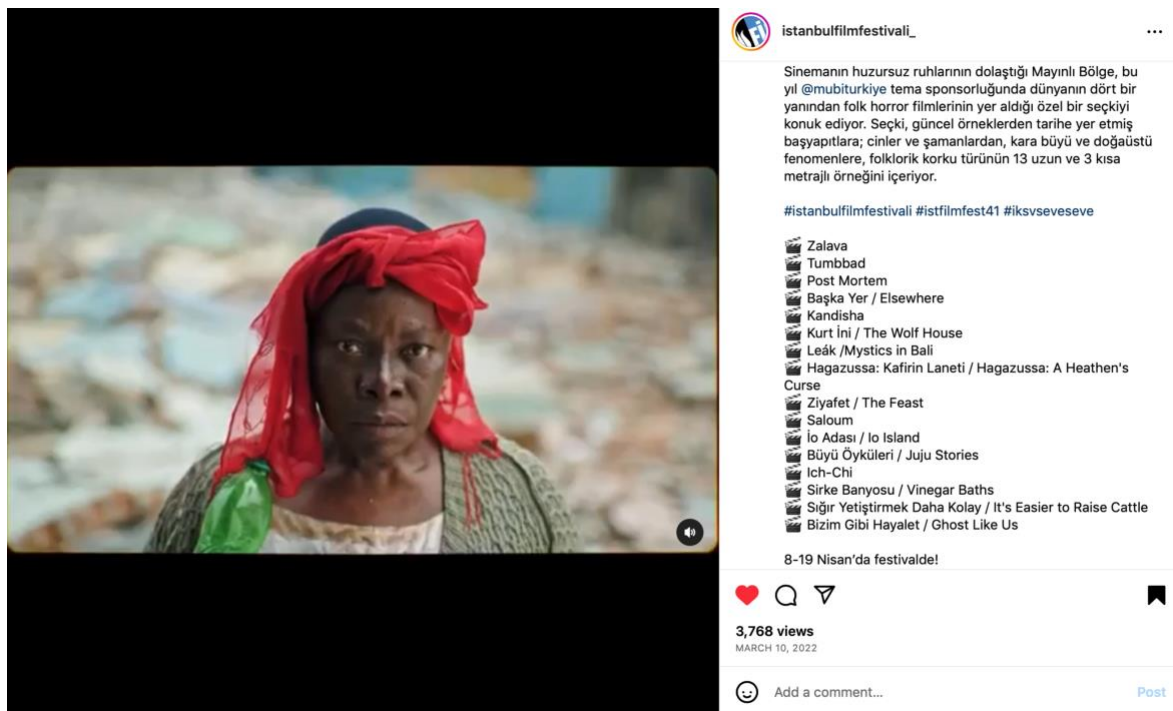 istanbulfilmfestivali_
Sinemanın huzursuz ruhlarının dolaştığı Mayınlı Bölge, bu
yıl @mubiturkiye tema sponsorluğunda dünyanın dört bir
yanından folk horror filmlerinin yer aldığı özel bir seçkiyi
konuk ediyor. Seçki, güncel örneklerden tarihe yer etmiş
başyapıtlara; cinler ve şamanlardan, kara büyü ve doğaüstü
fenomenlere, folklorik korku türünün 13 uzun ve 3 kısa
metrajlı örneğini içeriyor.
#istanbulfilmfestivali #istfilmfest41 #iksvseveseve
🎬 Zalava
🎬 Tumbbad
🎬 Post Mortem
🎬 Başka Yer / Elsewhere
🎬 Kandisha
🎬 Kurt İni / The Wolf House
🎬 Leák /Mystics in Bali
🎬 Hagazussa: Kafirin Laneti / Hagazussa: A Heathen's
Curse
🎬 Ziyafet / The Feast
🎬 Saloum
🎬 İo Adası / Io Island
🎬 Büyü Öyküleri / Juju Stories
🎬 Ich-Chi
🎬 Sirke Banyosu / Vinegar Baths
🎬 Sığır Yetiştirmek Daha Kolay / It's Easier to Raise Cattle
🎬 Bizim Gibi Hayalet / Ghost Like Us
8-19 Nisan'da festivalde!
3,768 views
MARCH 10, 2022
Add a comment...
Post